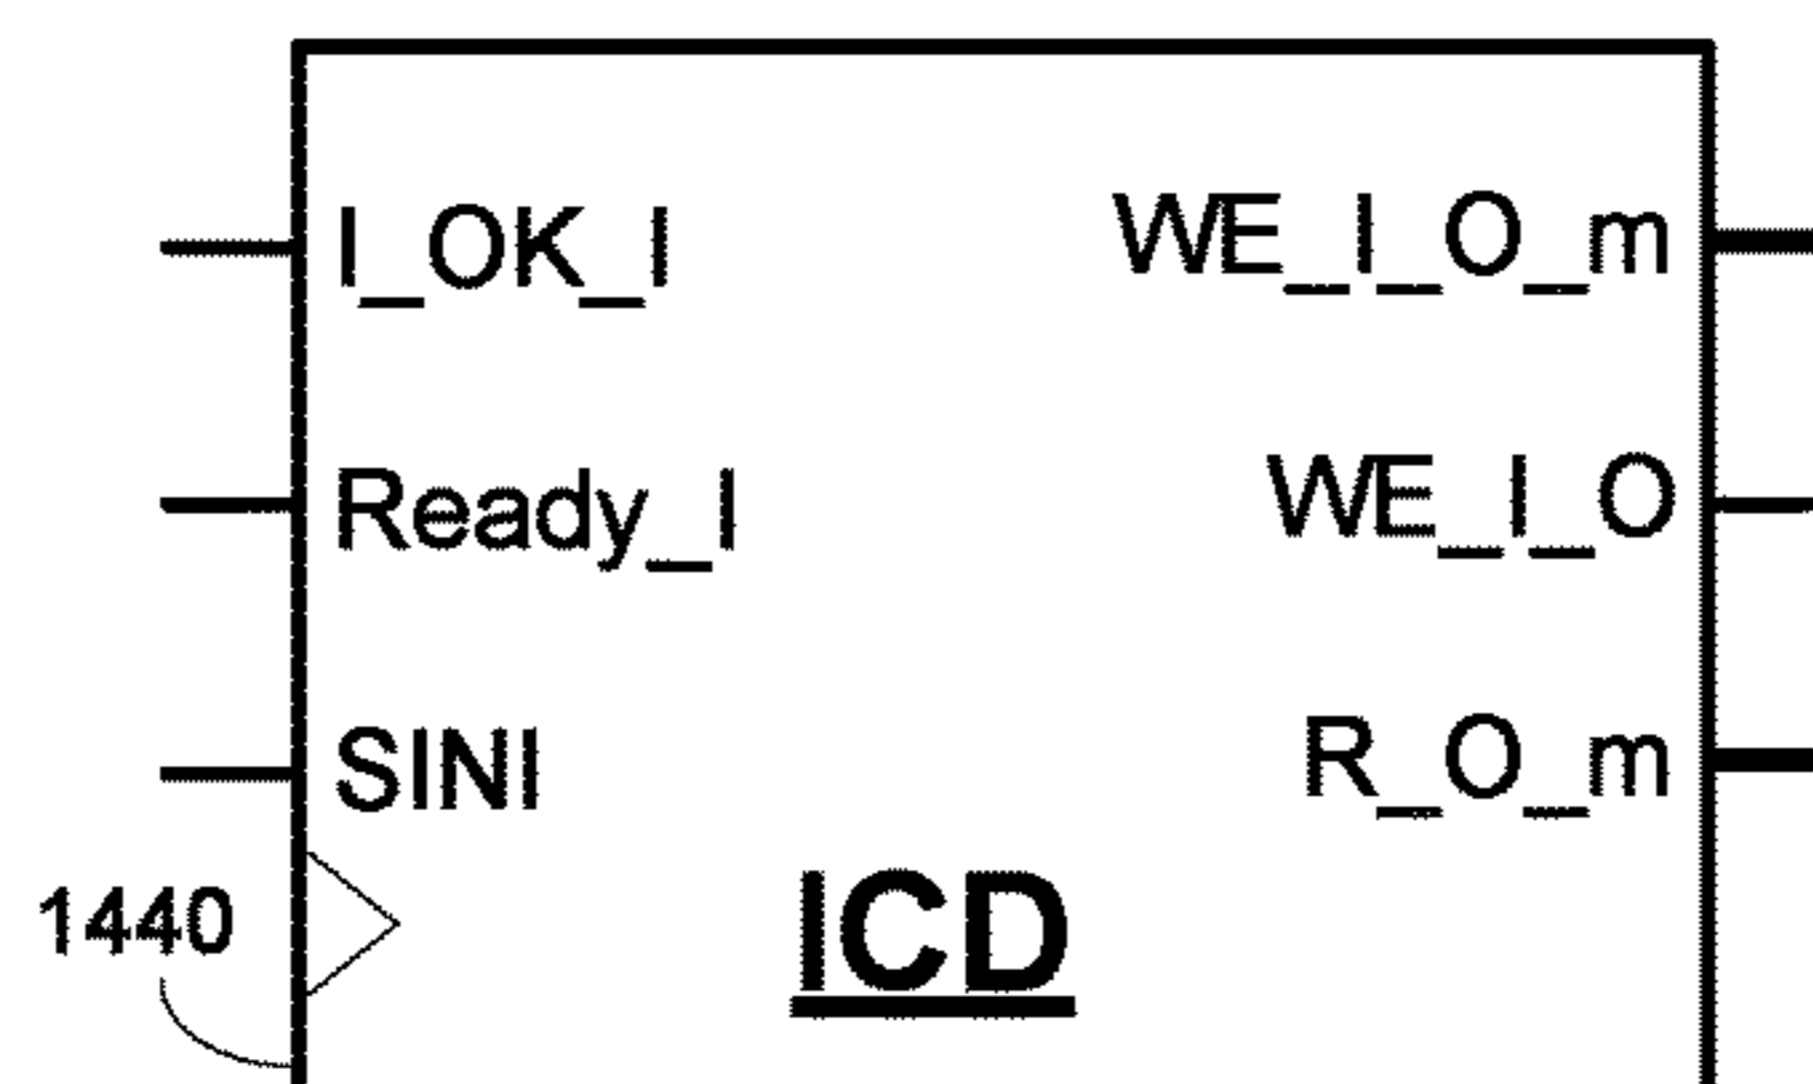 I_OK_I
WE_I_O_m
Ready_I
WE_I_O
SINI
R_O_m
1440
ICD